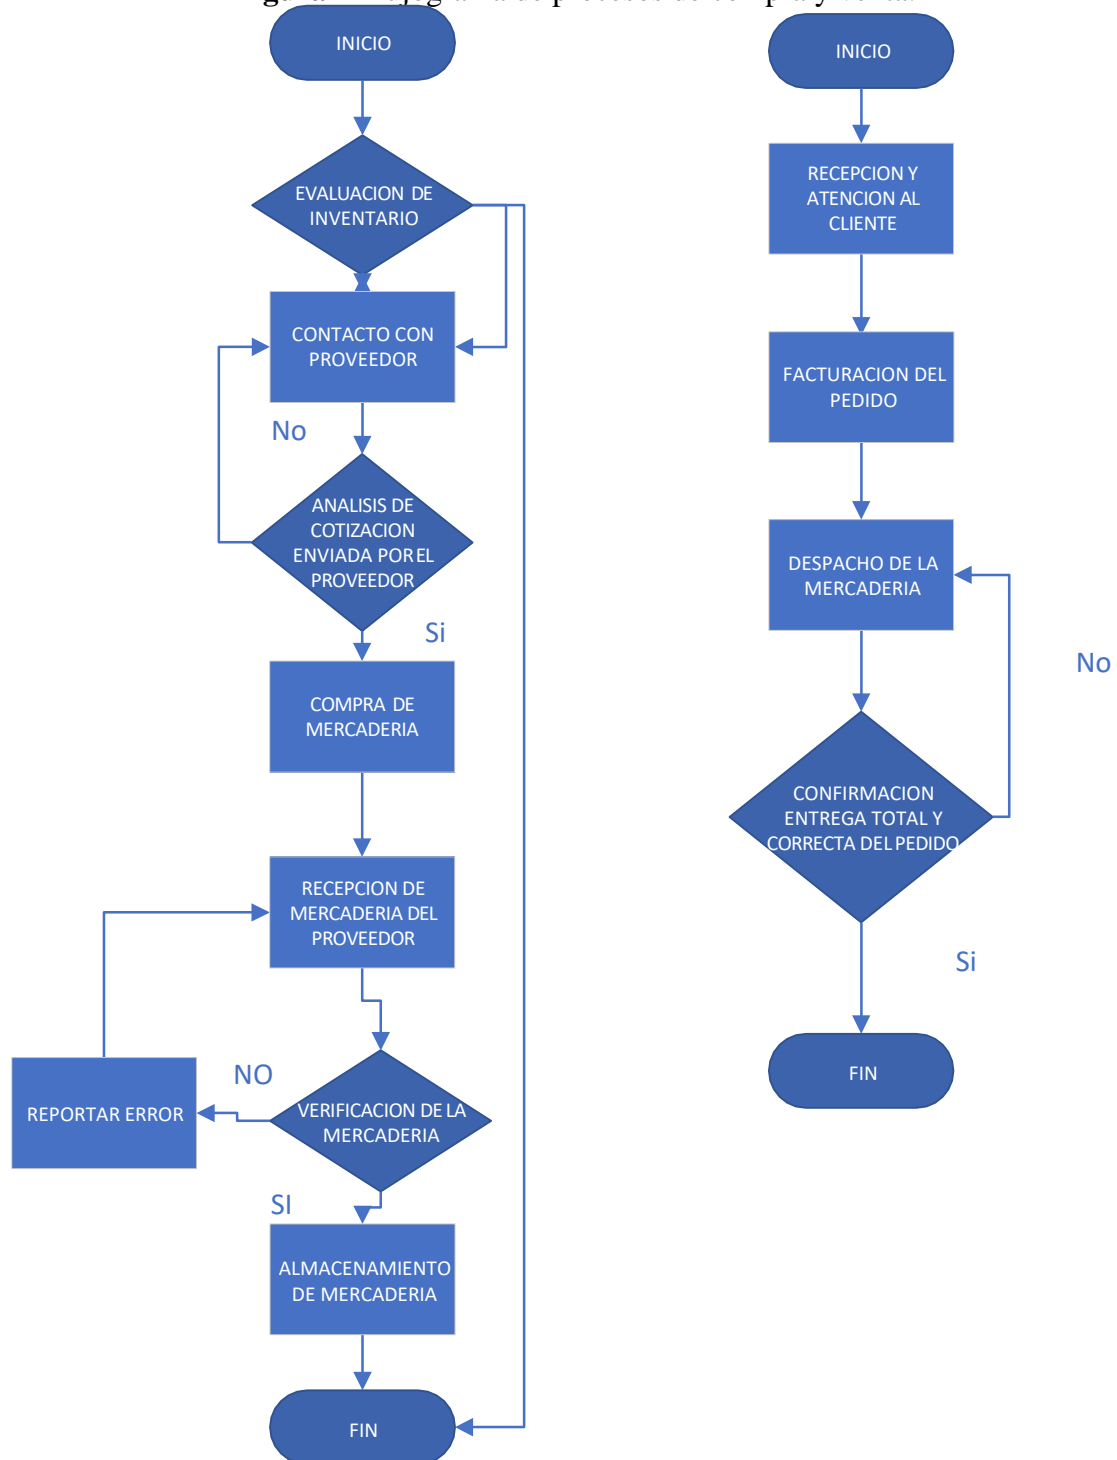 INICIO
EVALUACION DE
INVENTARIO
CONTACTO CON
PROVEEDOR
No
ANALISIS DE
COTIZACION
ENVIADA POR EL
PROVEEDOR
Si
COMPRA DE
MERCADERIA
RECEPCION DE
MERCADERIA DEL
PROVEEDOR
NO
REPORTAR ERROR
VERIFICACION DE LA
MERCADERIA
SI
ALMACENAMIENTO
DE MERCADERIA
FIN
INICIO
RECEPCION Y
ATENCION AL
CLIENTE
FACTURACION DEL
PEDIDO
DESPACHO DE LA
MERCADERIA
No
CONFIRMACION
ENTREGA TOTAL Y
CORRECTA DEL PEDIDO
Si
FIN